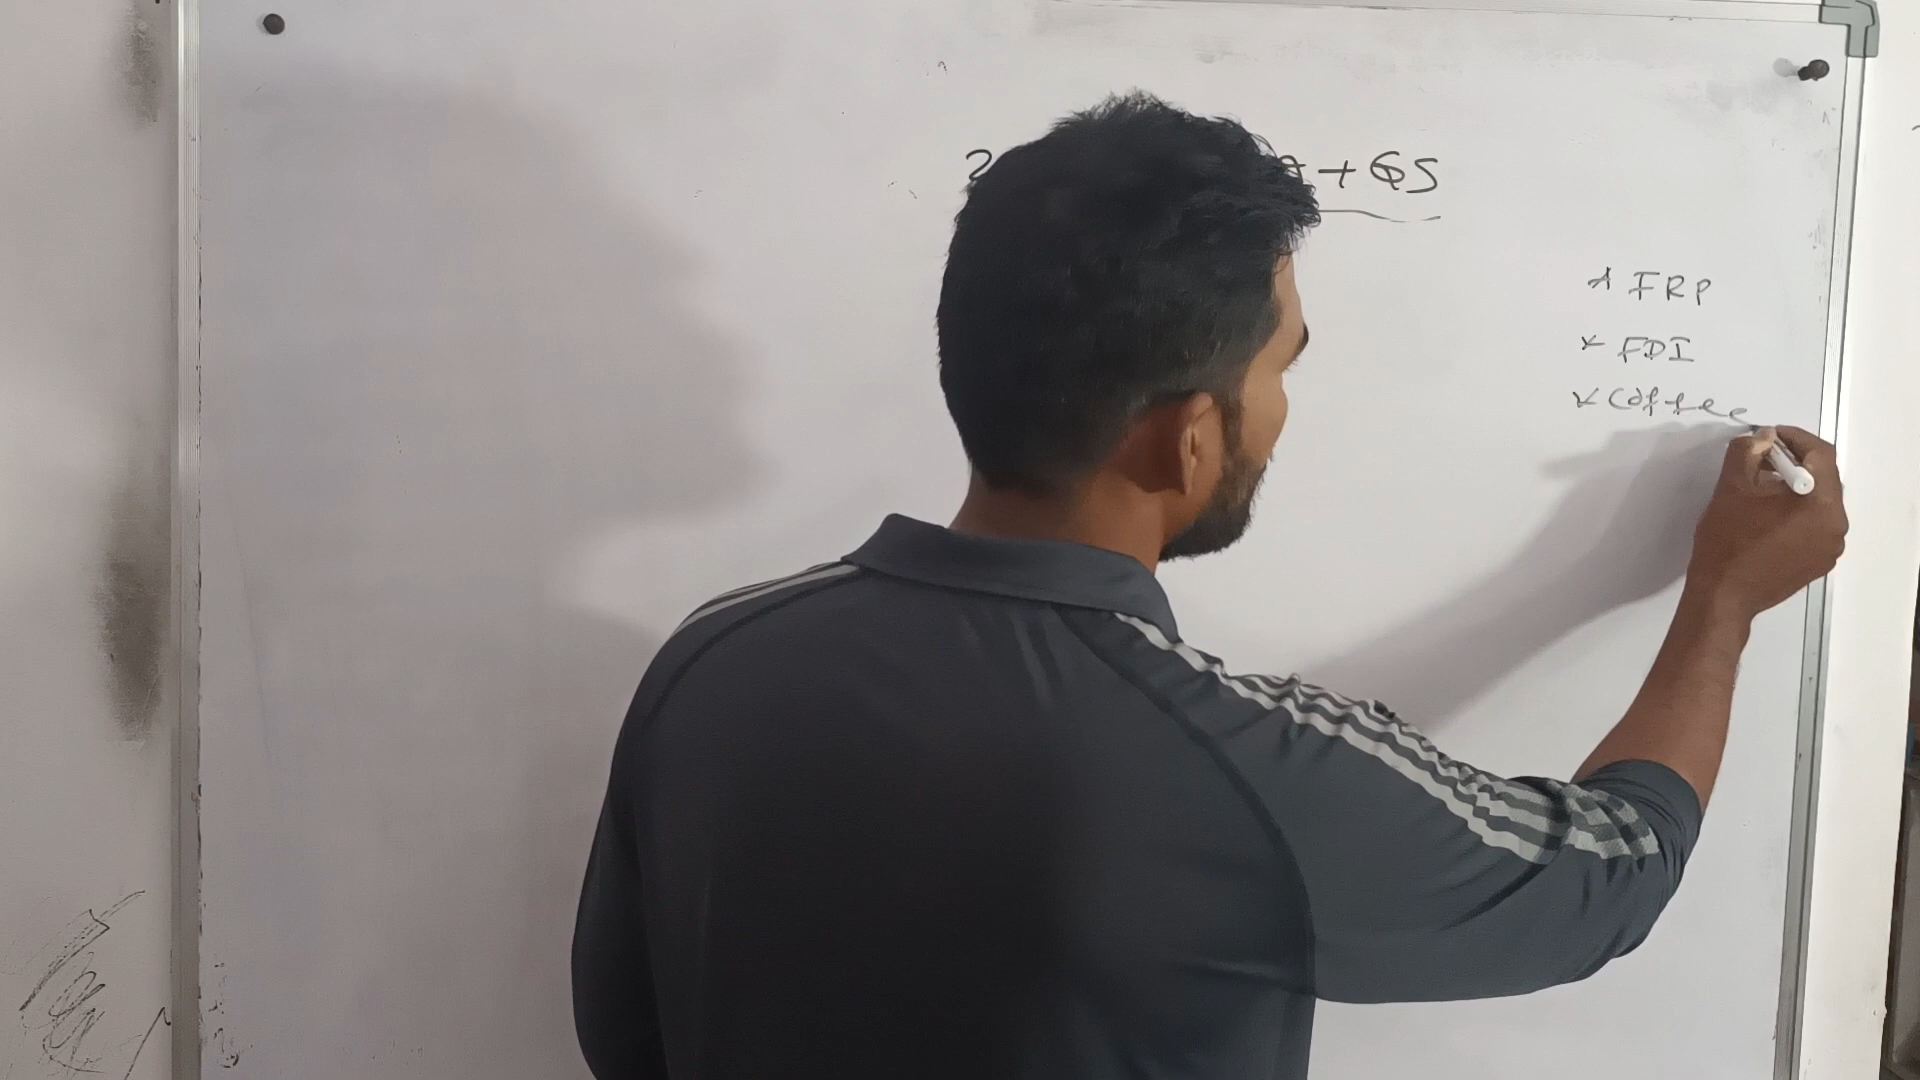 + GS
* FRP
* FDI
* Coffee